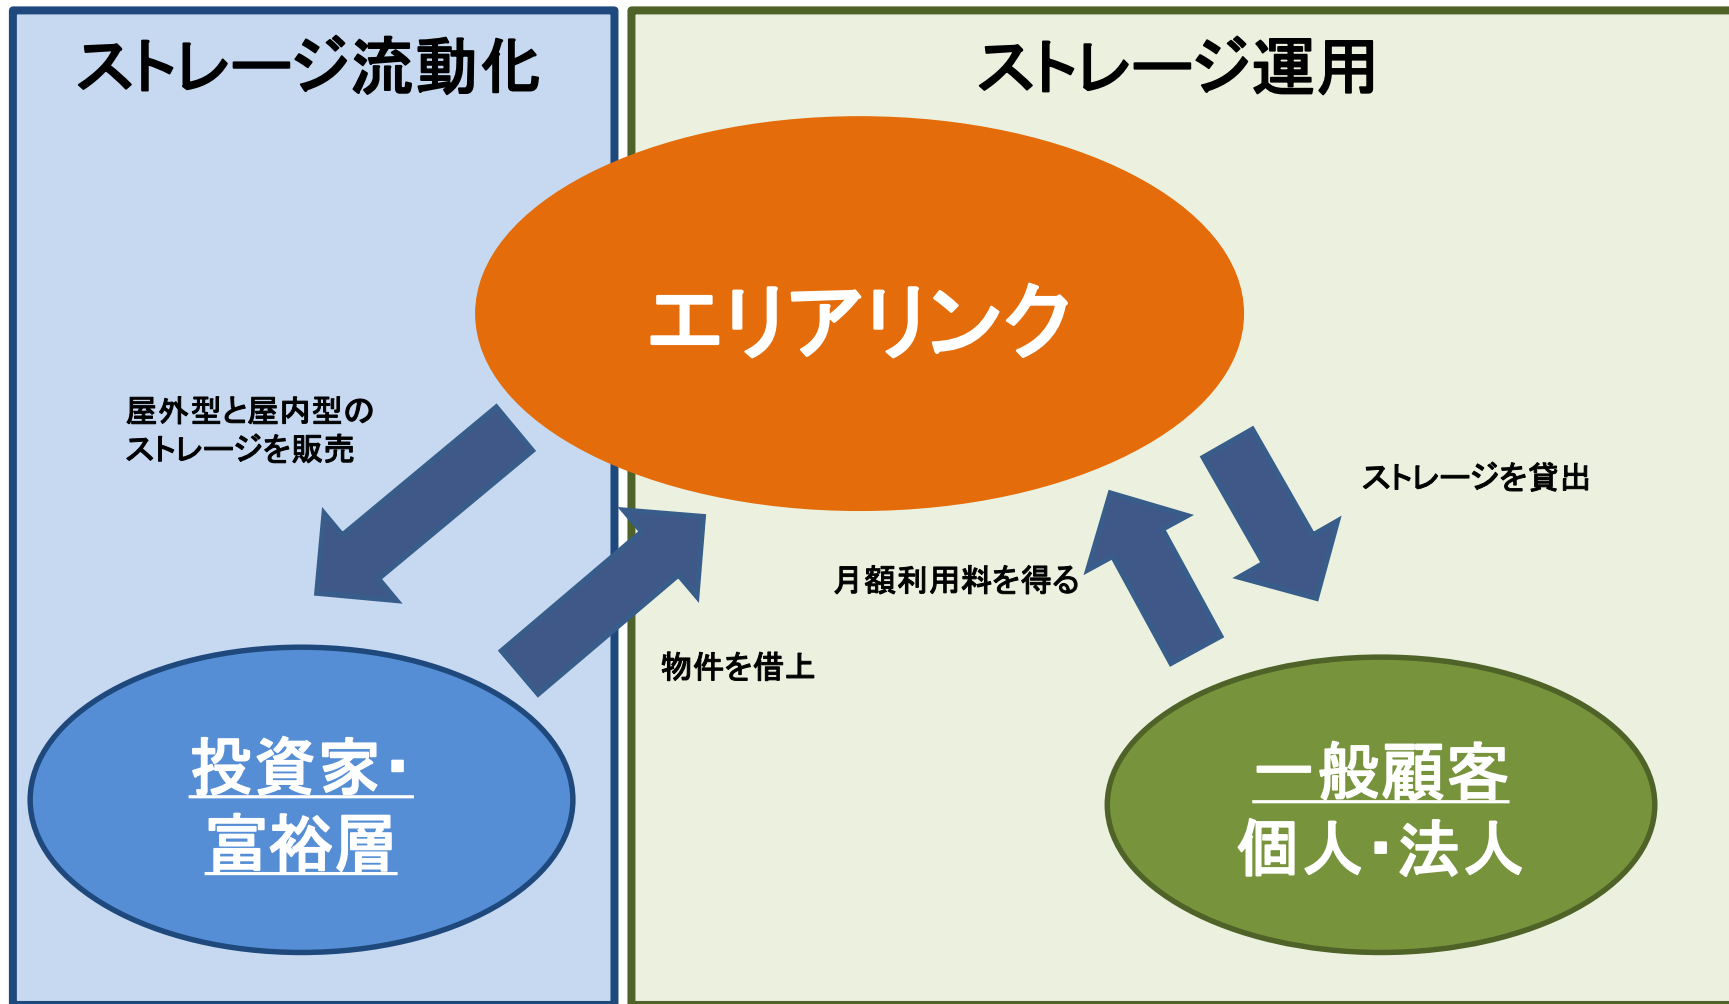 ストレージ流動化
ストレージ運用
エリアリンク
屋外型と屋内型の
ストレージを販売
ストレージを貸出
月額利用料を得る
物件を借上
投資家・
富裕層
一般顧客
個人・法人